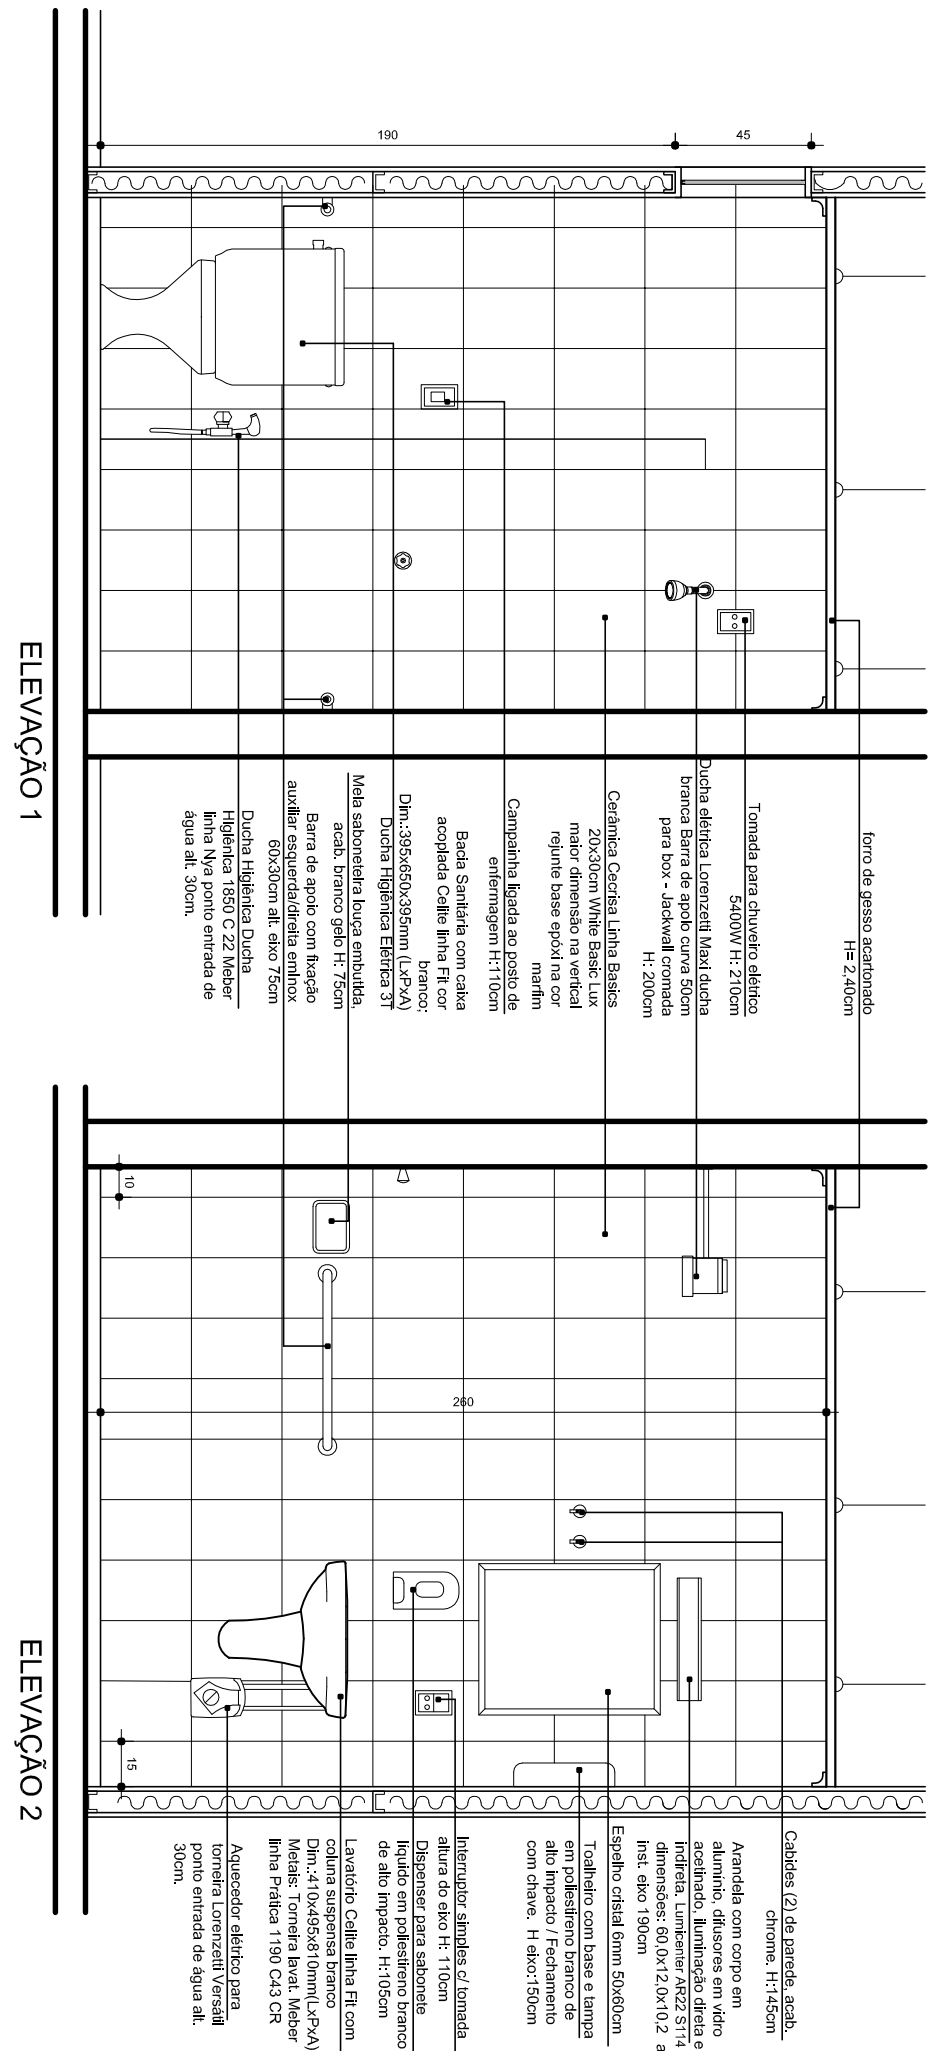 190
45
ELEVAÇÃO 1
forro de gesso acartonado
H= 2,40cm
Tomada para chuveiro elétrico
5400W H: 210cm
Ducha elétrica Lorenzetti Maxi ducha
branca Barra de apoio curva 50cm
para box - Jackwall cromada
H: 200cm
Cerâmica Cecrisa Linha Basics
20x30cm White Basic Lux
maior dimensão na vertical
rejunte base epóxi na cor
marfim
Campainha ligada ao posto de
enfermagem H:110cm
Bacia Sanitária com caixa
acoplada Celite linha Fit cor
branco;
Dim.:395x650x395mm (LxPxA)
Ducha Higiênica Elétrica 3T
Meia saboneteira louça embutida,
acab. branco gelo H: 75cm
Barra de apoio com fixação
auxiliar esquerda/direita eminox
60x30cm alt. eixo 75cm
Ducha Higiênica Ducha
Higiênica 1850 C 22 Meber
linha Nya ponto entrada de
água alt. 30cm.
10
260
15
ELEVAÇÃO 2
Cabides (2) de parede, acab.
chrome. H:145cm
Arandela com corpo em
alumínio, difusores em vidro
acetinado, iluminação direta e
indireta. Lumicenter AR22 S114
dimensões: 60,0x12,0x10,2 a
inst. eixo 190cm
Espelho cristal 6mm 50x60cm
Toalheiro com base e tampa
em poliestireno branco de
alto impacto / Fechamento
com chave. H eixo:150cm
Interruptor simples c/ tomada
altura do eixo H: 110cm
Dispenser para sabonete
líquido em poliestireno branco
de alto impacto. H:105cm
Lavatório Celite linha Fit com
coluna suspensa branco
Dim.:410x495x810mm(LxPxA)
Metais: Torneira lavat. Meber
linha Prática 1190 C43 CR
Aquecedor elétrico para
torneira Lorenzetti Versátil
ponto entrada de água alt.
30cm.